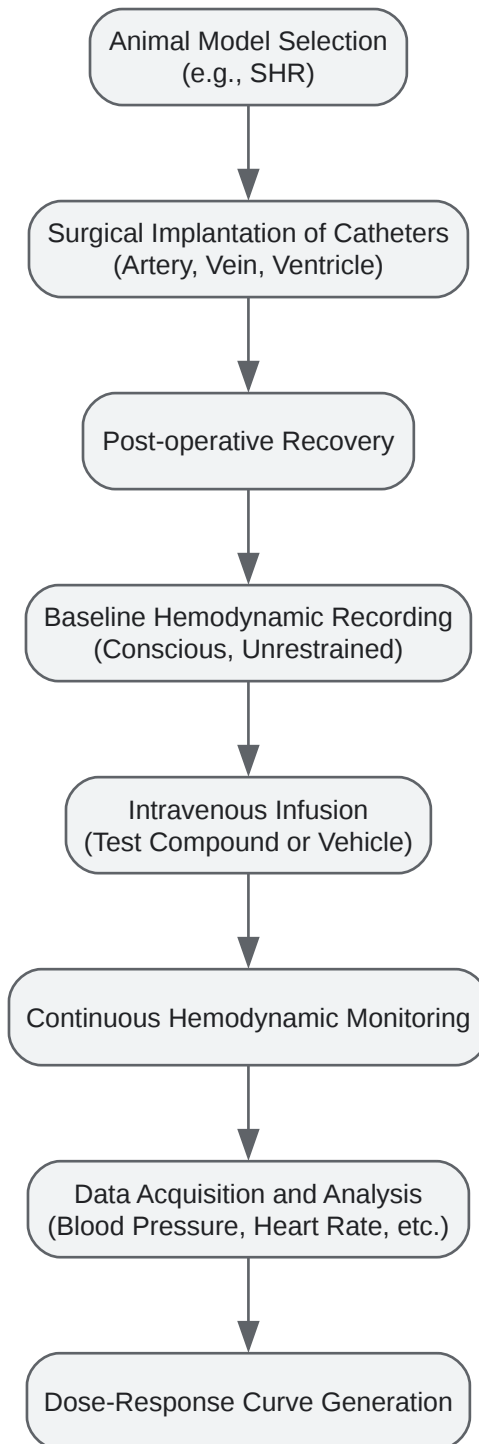 Animal Model Selection
(e.g., SHR)
Surgical Implantation of Catheters
(Artery, Vein, Ventricle)
Post-operative Recovery
Baseline Hemodynamic Recording
(Conscious, Unrestrained)
Intravenous Infusion
(Test Compound or Vehicle)
Continuous Hemodynamic Monitoring
Data Acquisition and Analysis
(Blood Pressure, Heart Rate, etc.)
Dose-Response Curve Generation